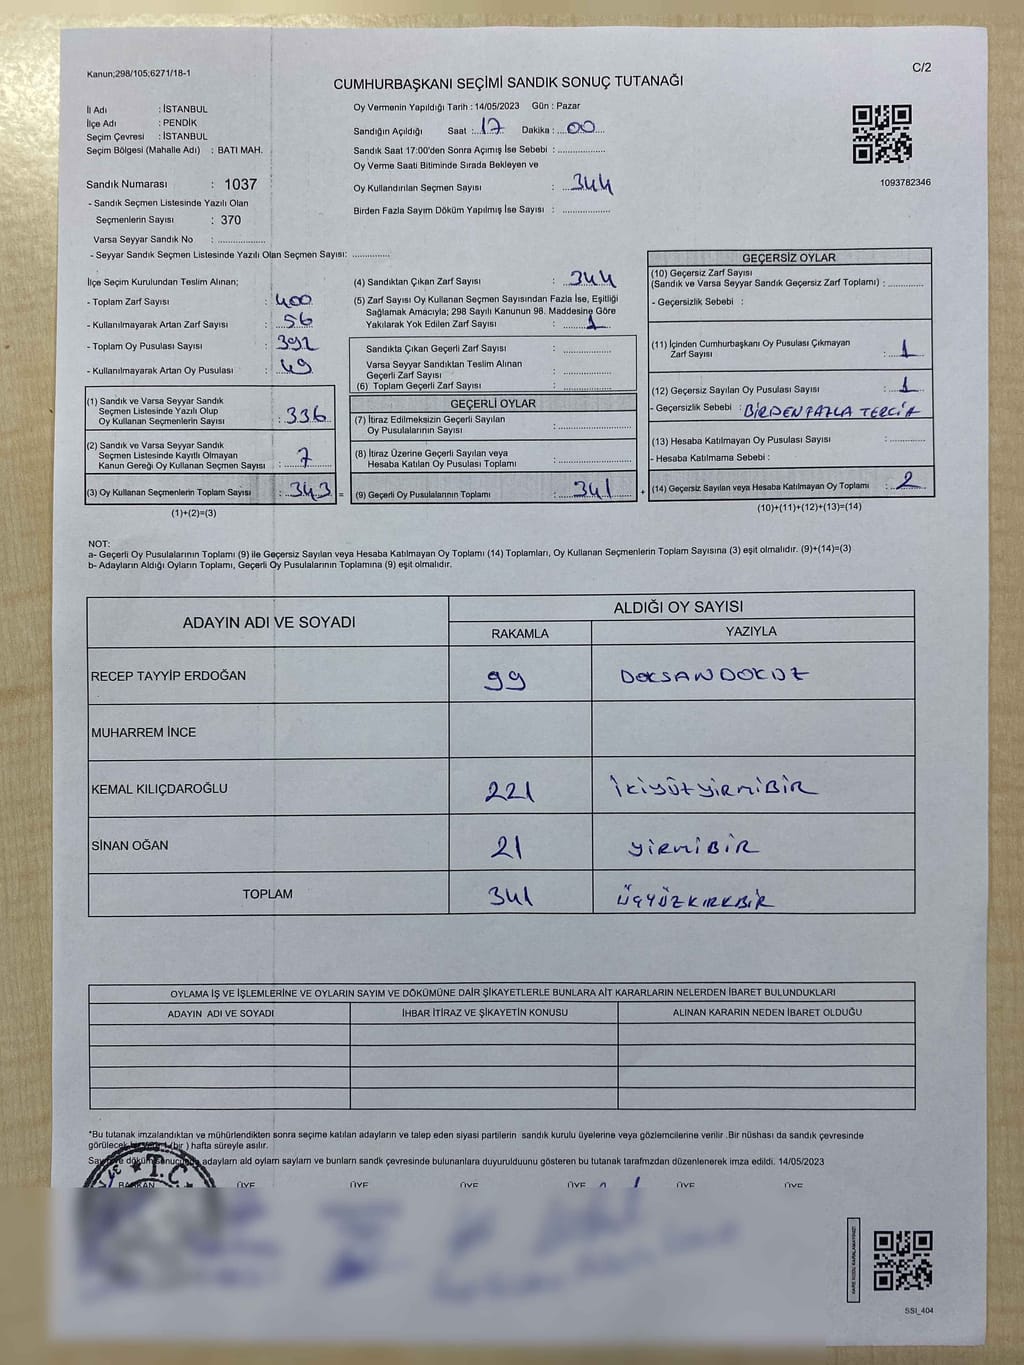 Kanun;298/105;6271/18-1
C/2
CUMHURBAŞKANI SEÇİMİ SANDIK SONUÇ TUTANAĞI
İl Adı : İSTANBUL
İlçe Adı : PENDİK
Seçim Çevresi : İSTANBUL
Seçim Bölgesi (Mahalle Adı) : BATI MAH.
Sandık Numarası : 1037
- Sandık Seçmen Listesinde Yazılı Olan
Seçmenlerin Sayısı : 370
Varsa Seyyar Sandık No : ..................
- Seyyar Sandık Seçmen Listesinde Yazılı Olan Seçmen Sayısı: ..............
Oy Vermenin Yapıldığı Tarih : 14/05/2023 Gün : Pazar
Sandığın Açıldığı Saat : 17 Dakika : 00
Sandık Saat 17:00'den Sonra Açımış İse Sebebi : ..................
Oy Verme Saati Bitiminde Sırada Bekleyen ve
Oy Kullandırılan Seçmen Sayısı : 344
Birden Fazla Sayım Döküm Yapılmış İse Sayısı : ..................
1093782346
İlçe Seçim Kurulundan Teslim Alınan;
- Toplam Zarf Sayısı : 400
- Kullanılmayarak Artan Zarf Sayısı : 56
- Toplam Oy Pusulası Sayısı : 392
- Kullanılmayarak Artan Oy Pusulası : 49
(1) Sandık ve Varsa Seyyar Sandık
Seçmen Listesinde Yazılı Olup
Oy Kullanan Seçmenlerin Sayısı : 336
(2) Sandık ve Varsa Seyyar Sandık
Seçmen Listesinde Kayıtlı Olmayan
Kanun Gereği Oy Kullanan Seçmen Sayısı : 7
(3) Oy Kullanan Seçmenlerin Toplam Sayısı : 343 =
(1)+(2)=(3)
(4) Sandıktan Çıkan Zarf Sayısı : 344
(5) Zarf Sayısı Oy Kullanan Seçmen Sayısından Fazla İse, Eşitliği
Sağlamak Amacıyla; 298 Sayılı Kanunun 98. Maddesine Göre
Yakılarak Yok Edilen Zarf Sayısı : 1
Sandıkta Çıkan Geçerli Zarf Sayısı : ..................
Varsa Seyyar Sandıktan Teslim Alınan
Geçerli Zarf Sayısı : ..................
(6) Toplam Geçerli Zarf Sayısı : ..................
GEÇERLİ OYLAR
(7) İtiraz Edilmeksizin Geçerli Sayılan
Oy Pusulalarının Sayısı : ..................
(8) İtiraz Üzerine Geçerli Sayılan veya
Hesaba Katılan Oy Pusulası Toplamı : ..................
(9) Geçerli Oy Pusulalarının Toplamı : 341 +
GEÇERSİZ OYLAR
(10) Geçersiz Zarf Sayısı
(Sandık ve Varsa Seyyar Sandık Geçersiz Zarf Toplamı) : .............
- Geçersizlik Sebebi :
(11) İçinden Cumhurbaşkanı Oy Pusulası Çıkmayan
Zarf Sayısı : 1
(12) Geçersiz Sayılan Oy Pusulası Sayısı : 1
- Geçersizlik Sebebi : BİRDEN FAZLA TERCİH
(13) Hesaba Katılmayan Oy Pusulası Sayısı : .............
- Hesaba Katılmama Sebebi :
(14) Geçersiz Sayılan veya Hesaba Katılmayan Oy Toplamı : 2
(10)+(11)+(12)+(13)=(14)
NOT:
a- Geçerli Oy Pusulalarının Toplamı (9) ile Geçersiz Sayılan veya Hesaba Katılmayan Oy Toplamı (14) Toplamları, Oy Kullanan Seçmenlerin Toplam Sayısına (3) eşit olmalıdır. (9)+(14)=(3)
b- Adayların Aldığı Oyların Toplamı, Geçerli Oy Pusulalarının Toplamına (9) eşit olmalıdır.
ADAYIN ADI VE SOYADI
ALDIĞI OY SAYISI
RAKAMLA YAZIYLA
RECEP TAYYİP ERDOĞAN 99 DOKSAN DOKUZ
MUHARREM İNCE
KEMAL KILIÇDAROĞLU 221 İKİYÜZYİRMİBİR
SİNAN OĞAN 21 YİRMİBİR
TOPLAM 341 ÜÇYÜZKIRKBİR
OYLAMA İŞ VE İŞLEMLERİNE VE OYLARIN SAYIM VE DÖKÜMÜNE DAİR ŞİKAYETLERLE BUNLARA AİT KARARLARIN NELERDEN İBARET BULUNDUKLARI
ADAYIN ADI VE SOYADI İHBAR İTİRAZ VE ŞİKAYETİN KONUSU ALINAN KARARIN NEDEN İBARET OLDUĞU
*Bu tutanak imzalandıktan ve mühürlendikten sonra seçime katılan adayların ve talep eden siyasi partilerin sandık kurulu üyelerine veya gözlemcilerine verilir .Bir nüshası da sandık çevresinde
görülecek bir yere 1 (bir ) hafta süreyle asılır.
Sayım ve döküm sonucunda adaylarn ald oylarn saylarn ve bunlarn sandk çevresinde bulunanlara duyurulduunu gösteren bu tutanak tarafmzdan düzenlenerek imza edildi. 14/05/2023
T.C.
BAŞKAN ÜYE ÜYE ÜYE ÜYE ÜYE ÜYE
KARE KODU KARALAMAYINIZ!
SSI_404